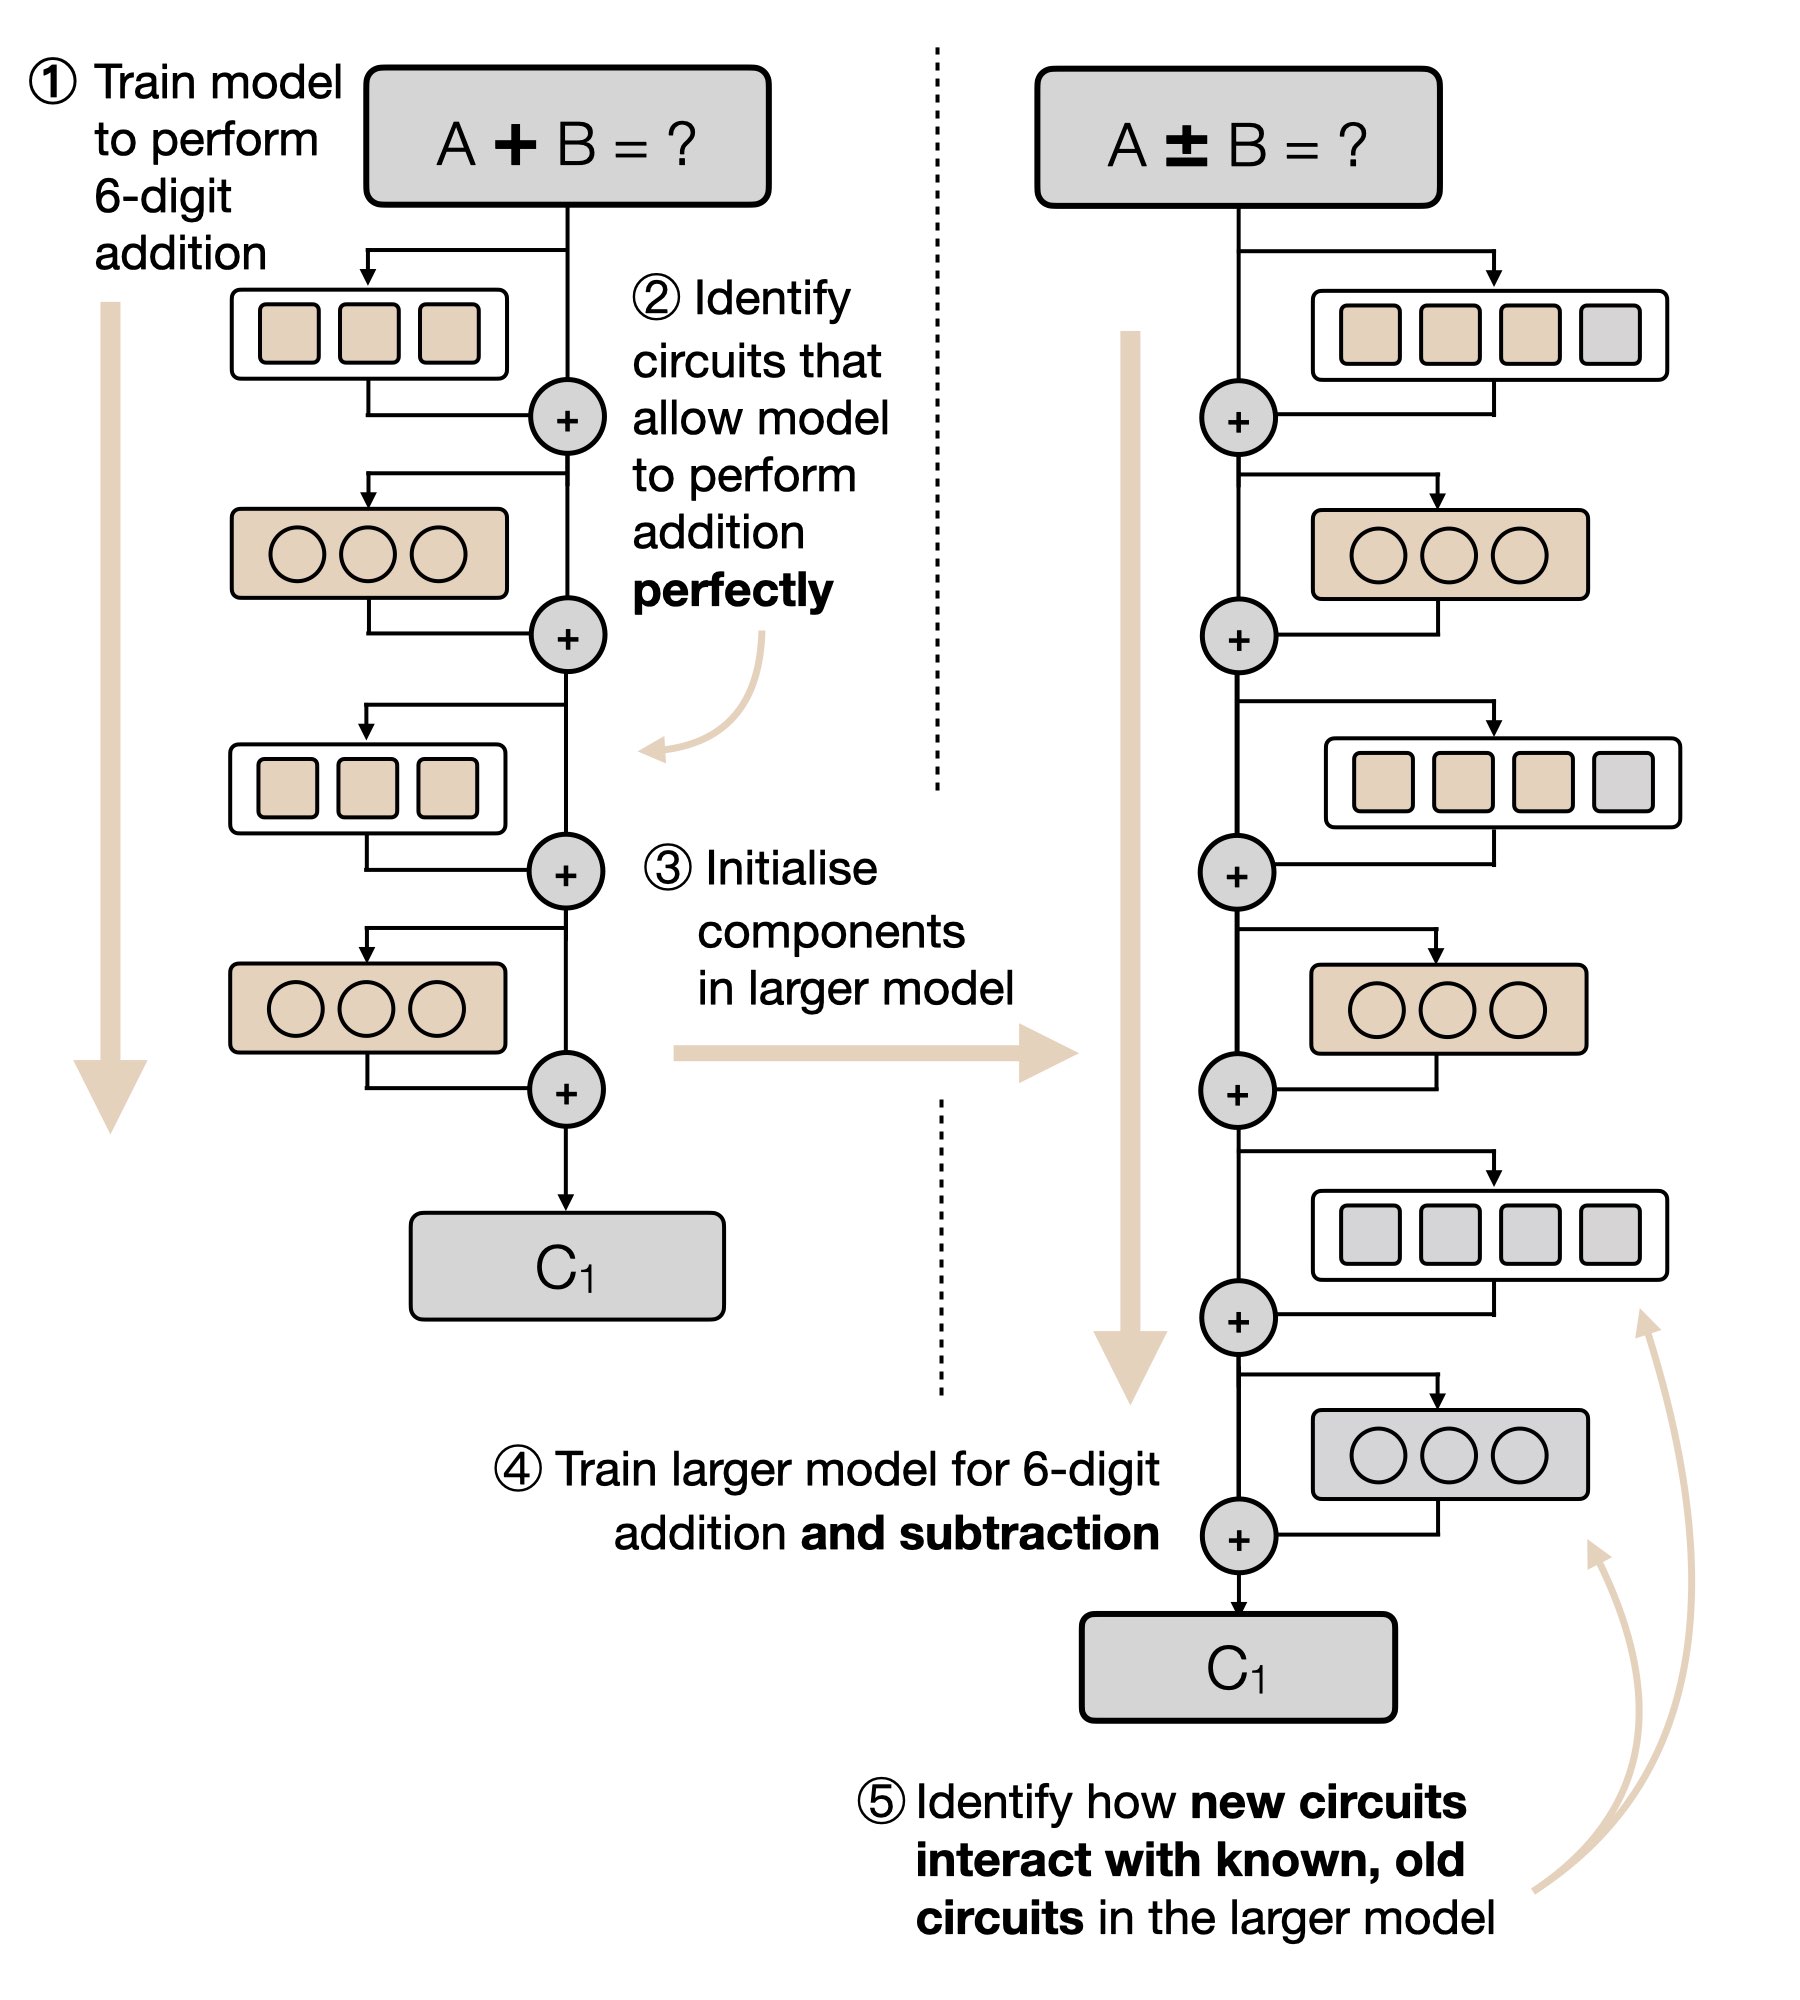 ① Train model
to perform
6-digit
addition
A + B = ?
② Identify
circuits that
allow model
to perform
addition
perfectly
+
+
+
+
C₁
③ Initialise
components
in larger model
A ± B = ?
+
+
+
+
+
+
C₁
④ Train larger model for 6-digit
addition and subtraction
⑤ Identify how new circuits
interact with known, old
circuits in the larger model